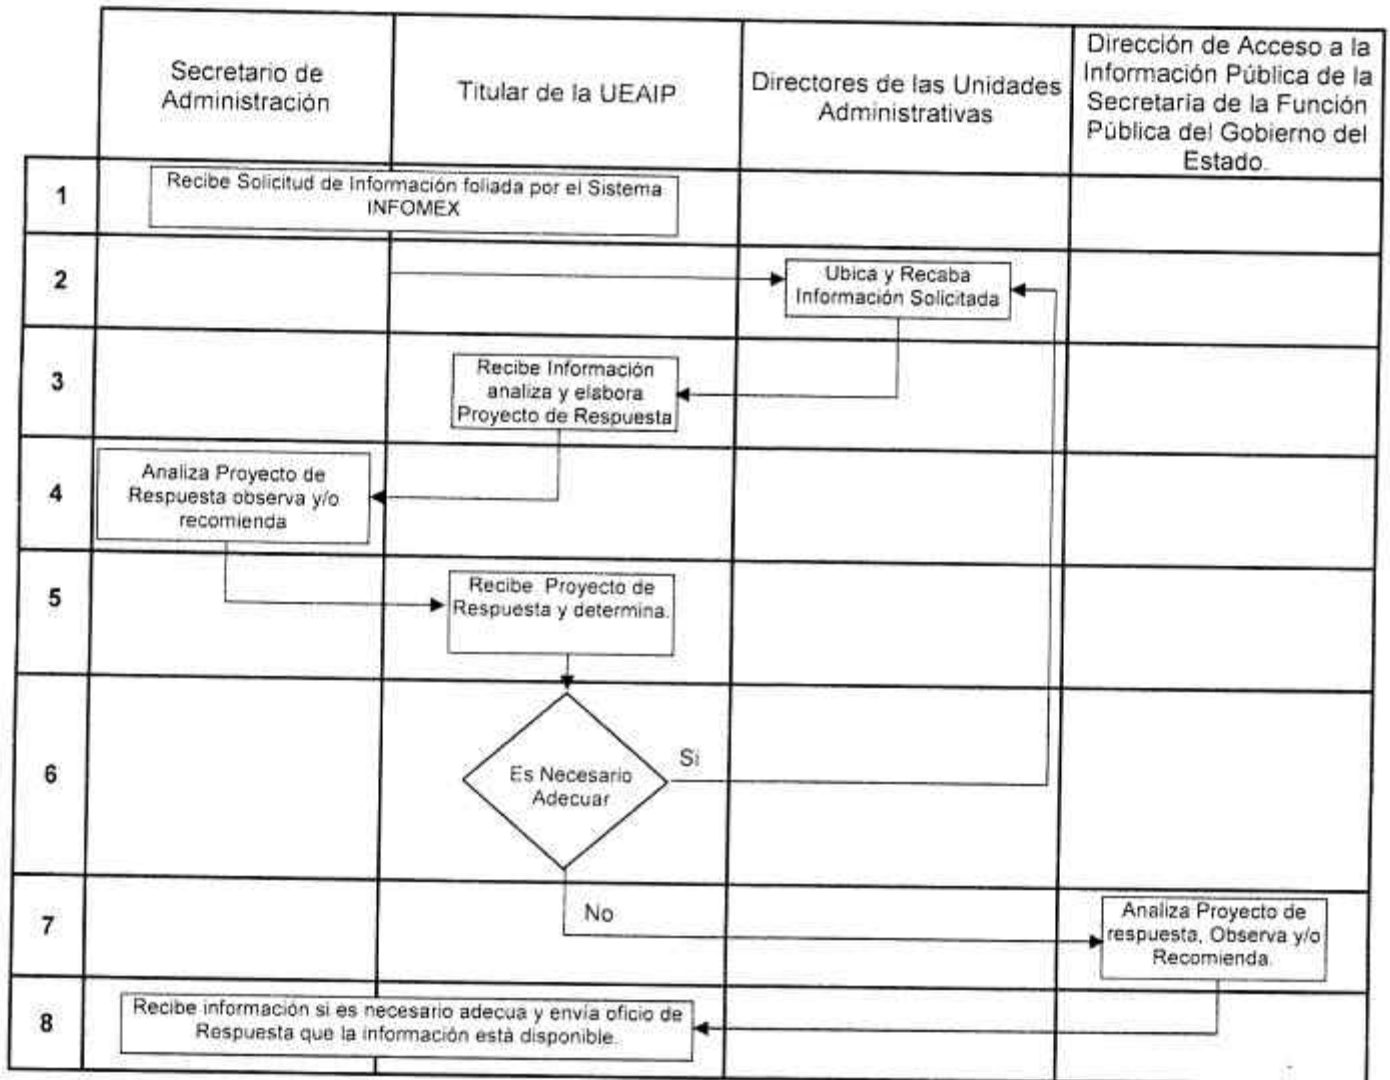 Secretario de
Administración
Titular de la UEAIP
Directores de las Unidades
Administrativas
Dirección de Acceso a la
Información Pública de la
Secretaría de la Función
Pública del Gobierno del
Estado.
1
Recibe Solicitud de Información foliada por el Sistema
INFOMEX
2
Ubica y Recaba
Información Solicitada
3
Recibe Información
analiza y elabora
Proyecto de Respuesta
4
Analiza Proyecto de
Respuesta observa y/o
recomienda
5
Recibe Proyecto de
Respuesta y determina.
6
Es Necesario
Adecuar
Si
7
No
Analiza Proyecto de
respuesta, Observa y/o
Recomienda.
8
Recibe información si es necesario adecua y envía oficio de
Respuesta que la información está disponible.